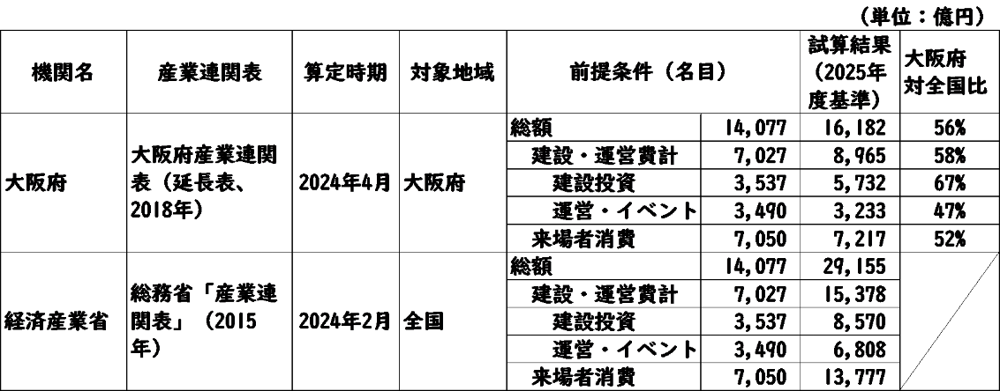 （単位：億円）
機関名 産業連関表 算定時期 対象地域 前提条件（名目） 試算結果（2025年度基準） 大阪府対全国比
大阪府 大阪府産業連関表（延長表、2018年） 2024年4月 大阪府
総額 14,077 16,182 56%
建設・運営費計 7,027 8,965 58%
建設投資 3,537 5,732 67%
運営・イベント 3,490 3,233 47%
来場者消費 7,050 7,217 52%
経済産業省 総務省「産業連関表」（2015年） 2024年2月 全国
総額 14,077 29,155
建設・運営費計 7,027 15,378
建設投資 3,537 8,570
運営・イベント 3,490 6,808
来場者消費 7,050 13,777